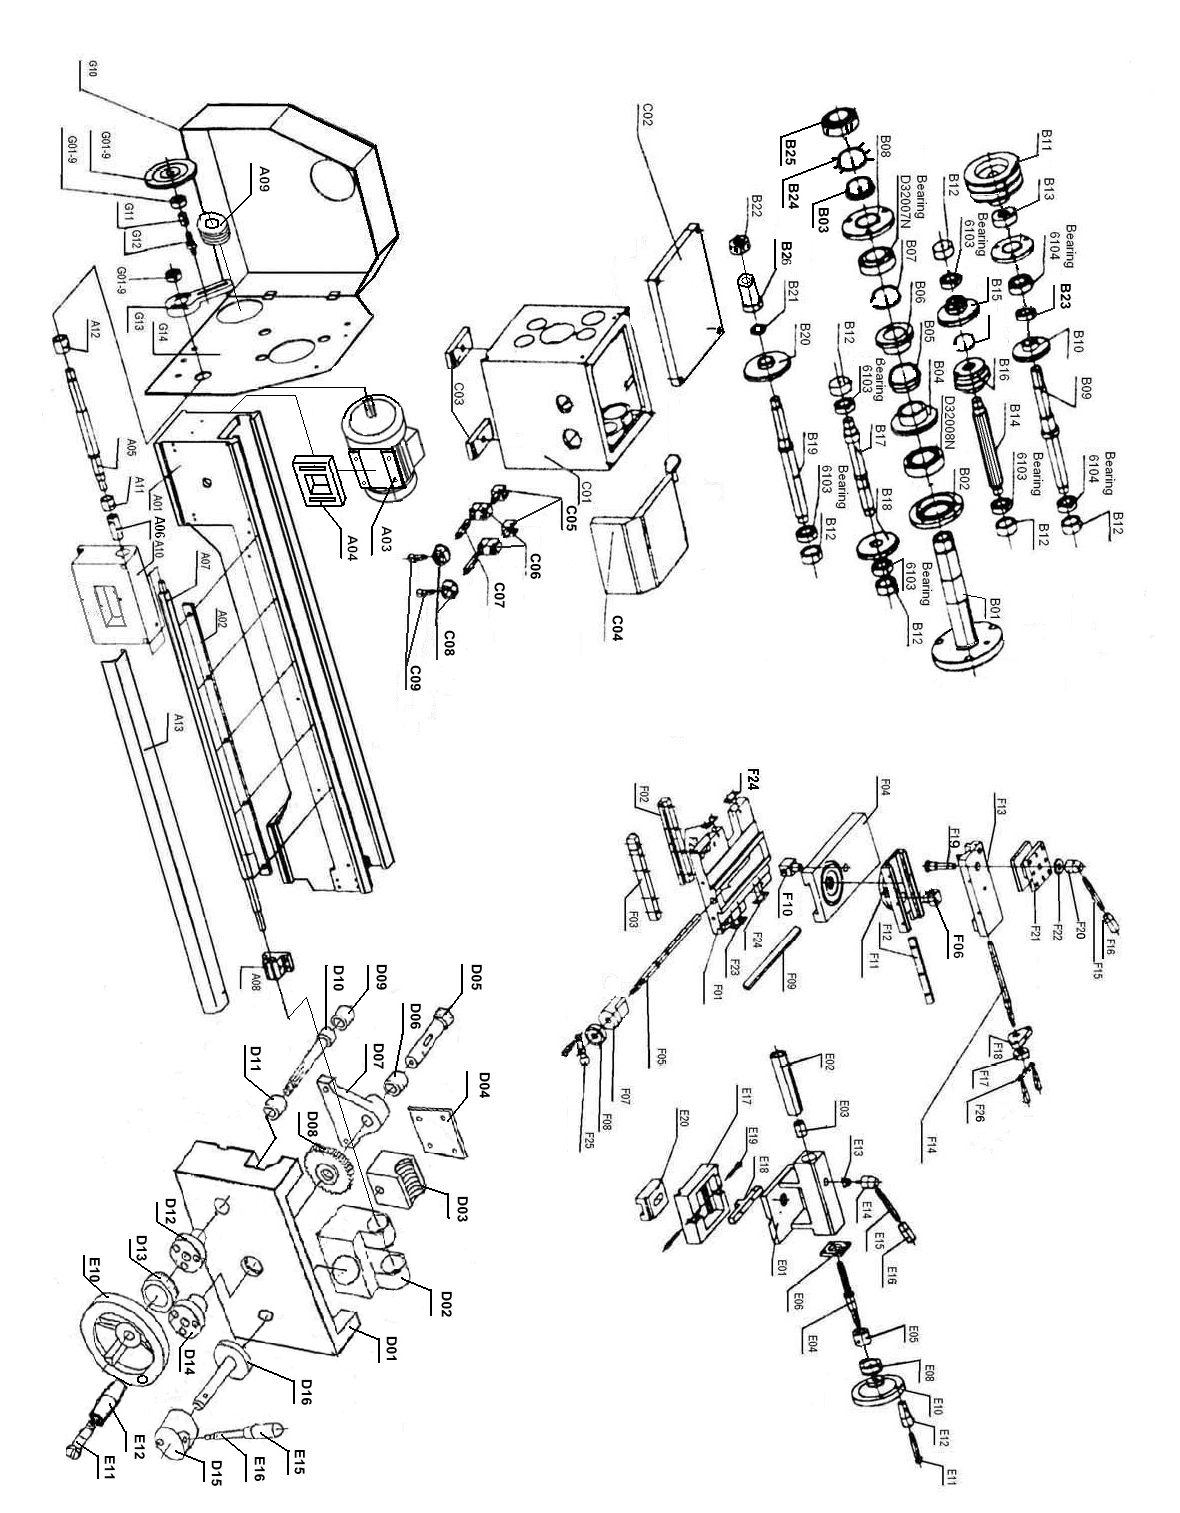 G10
G01-9
G01-9
A09
G11
G12
G01-9
G13
G14
A12
A05
A11
A01
A06
A10
A07
A02
A13
A08
A03
A04
C02
C03
C01
C05
C06
C07
C04
C08
C09
B25
B24
B03
B08
Bearing
D32007N
B07
B06
B05
B04
D32008N
B02
B01
B22
B26
B21
B20
B19
Bearing
6103
B12
B12
Bearing
6103
B17
B18
Bearing
6103
B12
B12
Bearing
6103
B15
B16
B14
Bearing
6103
B12
B11
B13
Bearing
6104
B23
B10
B09
Bearing
6104
B12
F24
F02
F03
F24
F23
F01
F05
F07
F08
F25
F04
F10
F09
F06
F12
F11
F13
F19
F21
F22
F20
F15
F16
F14
F18
F17
F26
E02
E03
E17
E20
E19
E18
E13
E14
E15
E16
E01
E06
E04
E05
E08
E10
E12
E11
D05
D09
D10
D06
D07
D11
D04
D08
D03
D12
D13
D02
D14
D01
D16
E10
E12
E11
D15
E16
E15